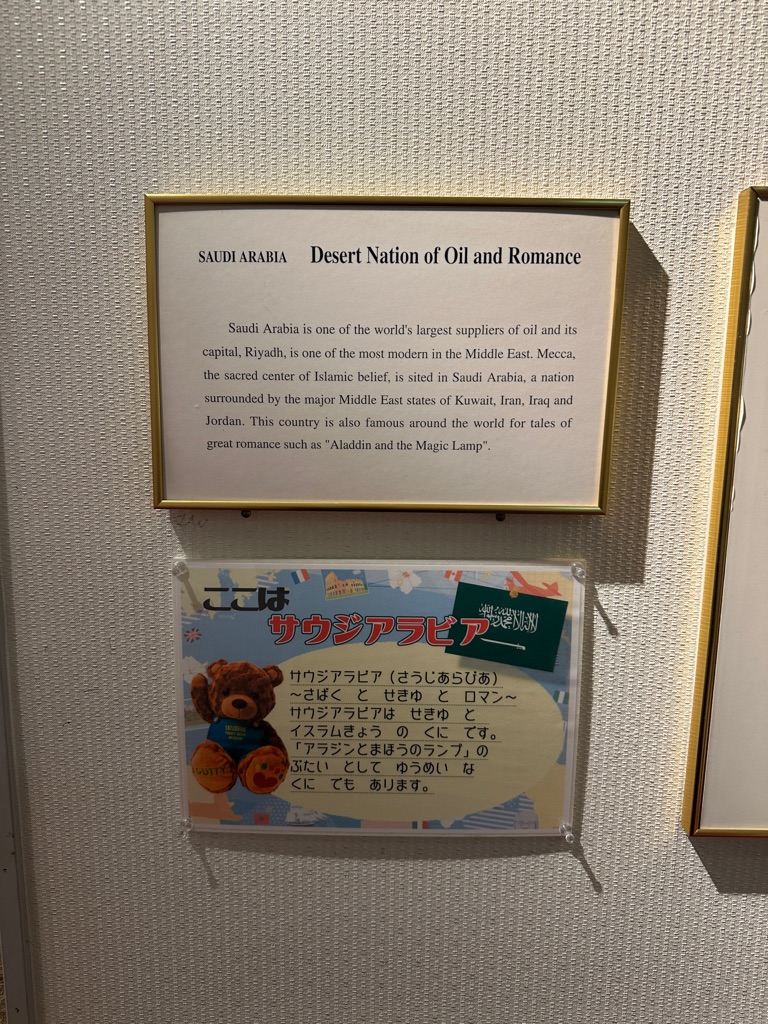 SAUDI ARABIA Desert Nation of Oil and Romance
Saudi Arabia is one of the world's largest suppliers of oil and its
capital, Riyadh, is one of the most modern in the Middle East. Mecca,
the sacred center of Islamic belief, is sited in Saudi Arabia, a nation
surrounded by the major Middle East states of Kuwait, Iran, Iraq and
Jordan. This country is also famous around the world for tales of
great romance such as "Aladdin and the Magic Lamp".
ここは
サウジアラビア
サウジアラビア（さうじあらびあ）
～さばく と せきゆ と ロマン～
サウジアラビアは せきゆ と
イスラムきょう の くに です。
「アラジンとまほうのランプ」の
ぶたい として ゆうめい な
くに でも あります。